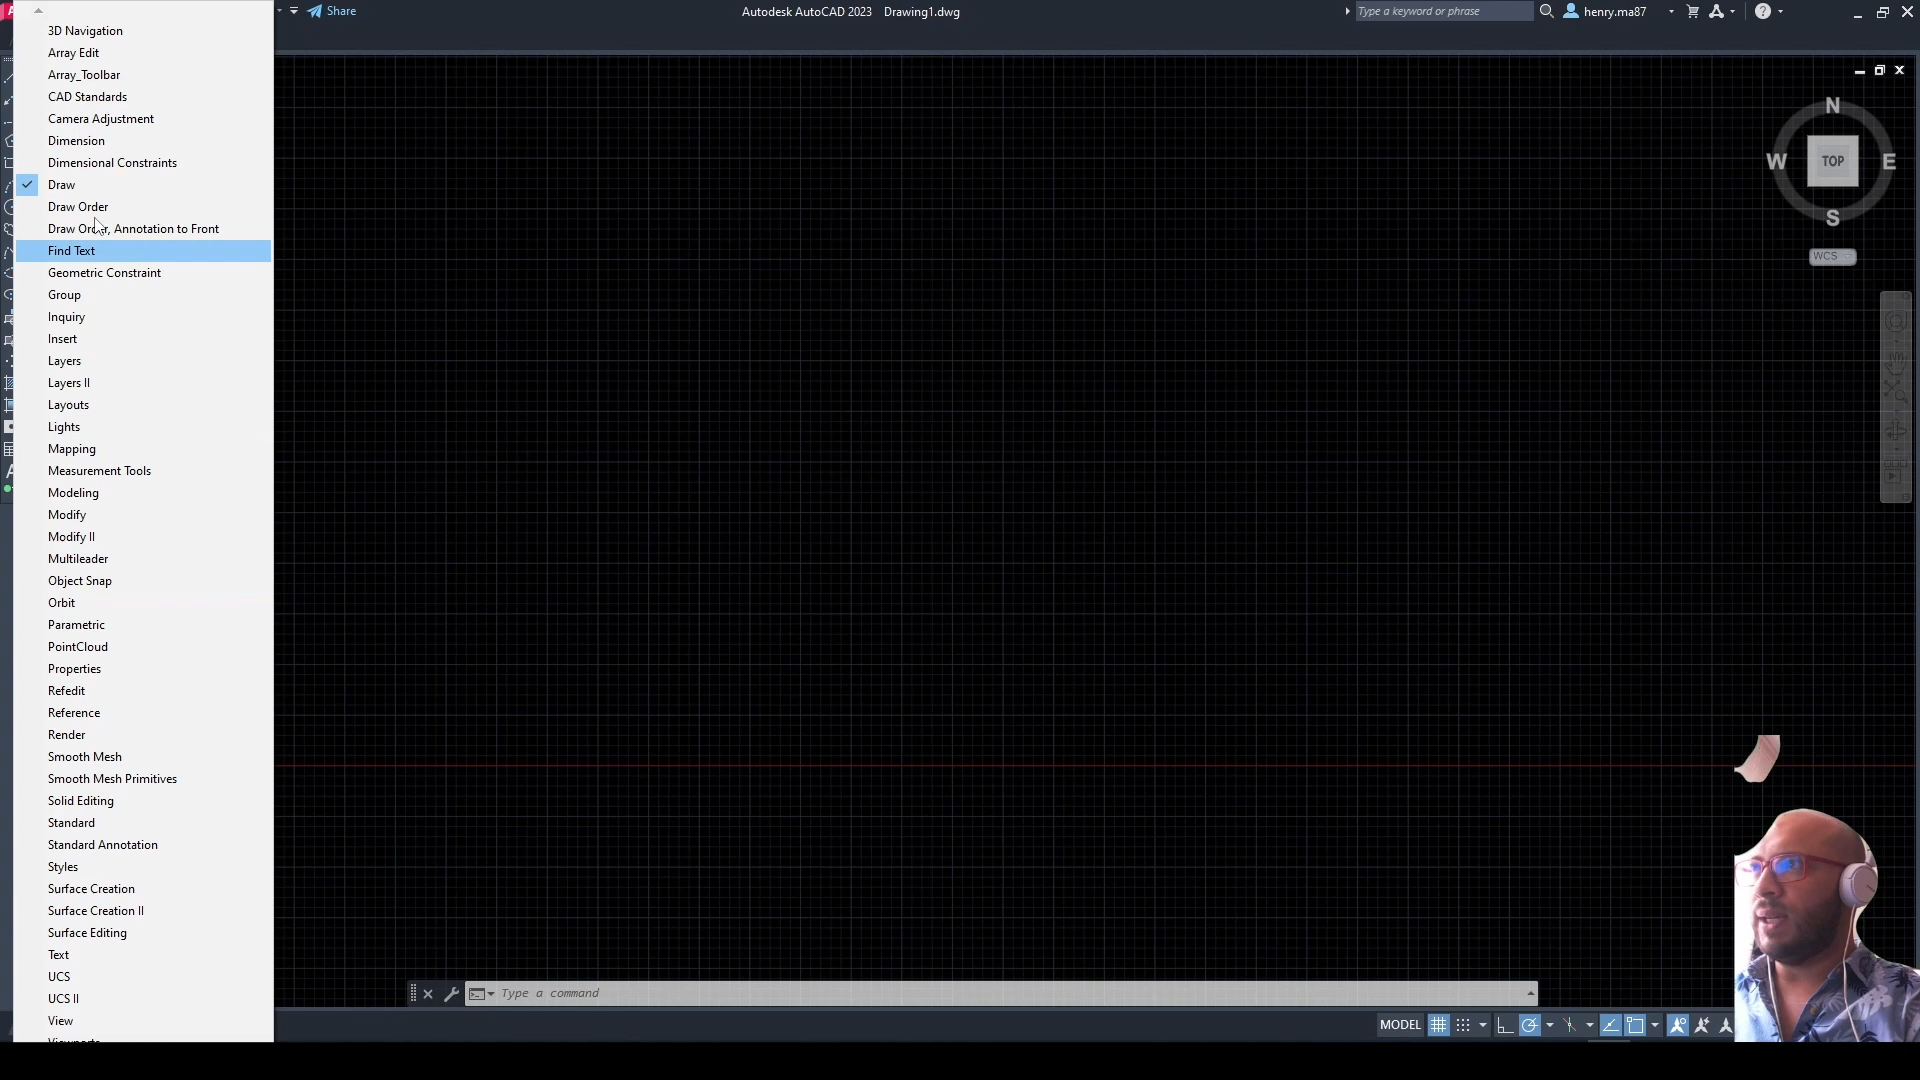 Share
Autodesk AutoCAD 2023 Drawing1.dwg
Type a keyword or phrase
henry.ma87
3D Navigation
Array Edit
Array_Toolbar
CAD Standards
Camera Adjustment
Dimension
Dimensional Constraints
Draw
Draw Order
Draw Order, Annotation to Front
Find Text
Geometric Constraint
Group
Inquiry
Insert
Layers
Layers II
Layouts
Lights
Mapping
Measurement Tools
Modeling
Modify
Modify II
Multileader
Object Snap
Orbit
Parametric
PointCloud
Properties
Refedit
Reference
Render
Smooth Mesh
Smooth Mesh Primitives
Solid Editing
Standard
Standard Annotation
Styles
Surface Creation
Surface Creation II
Surface Editing
Text
UCS
UCS II
View
Viewports
N
W TOP E
S
WCS
Type a command
MODEL